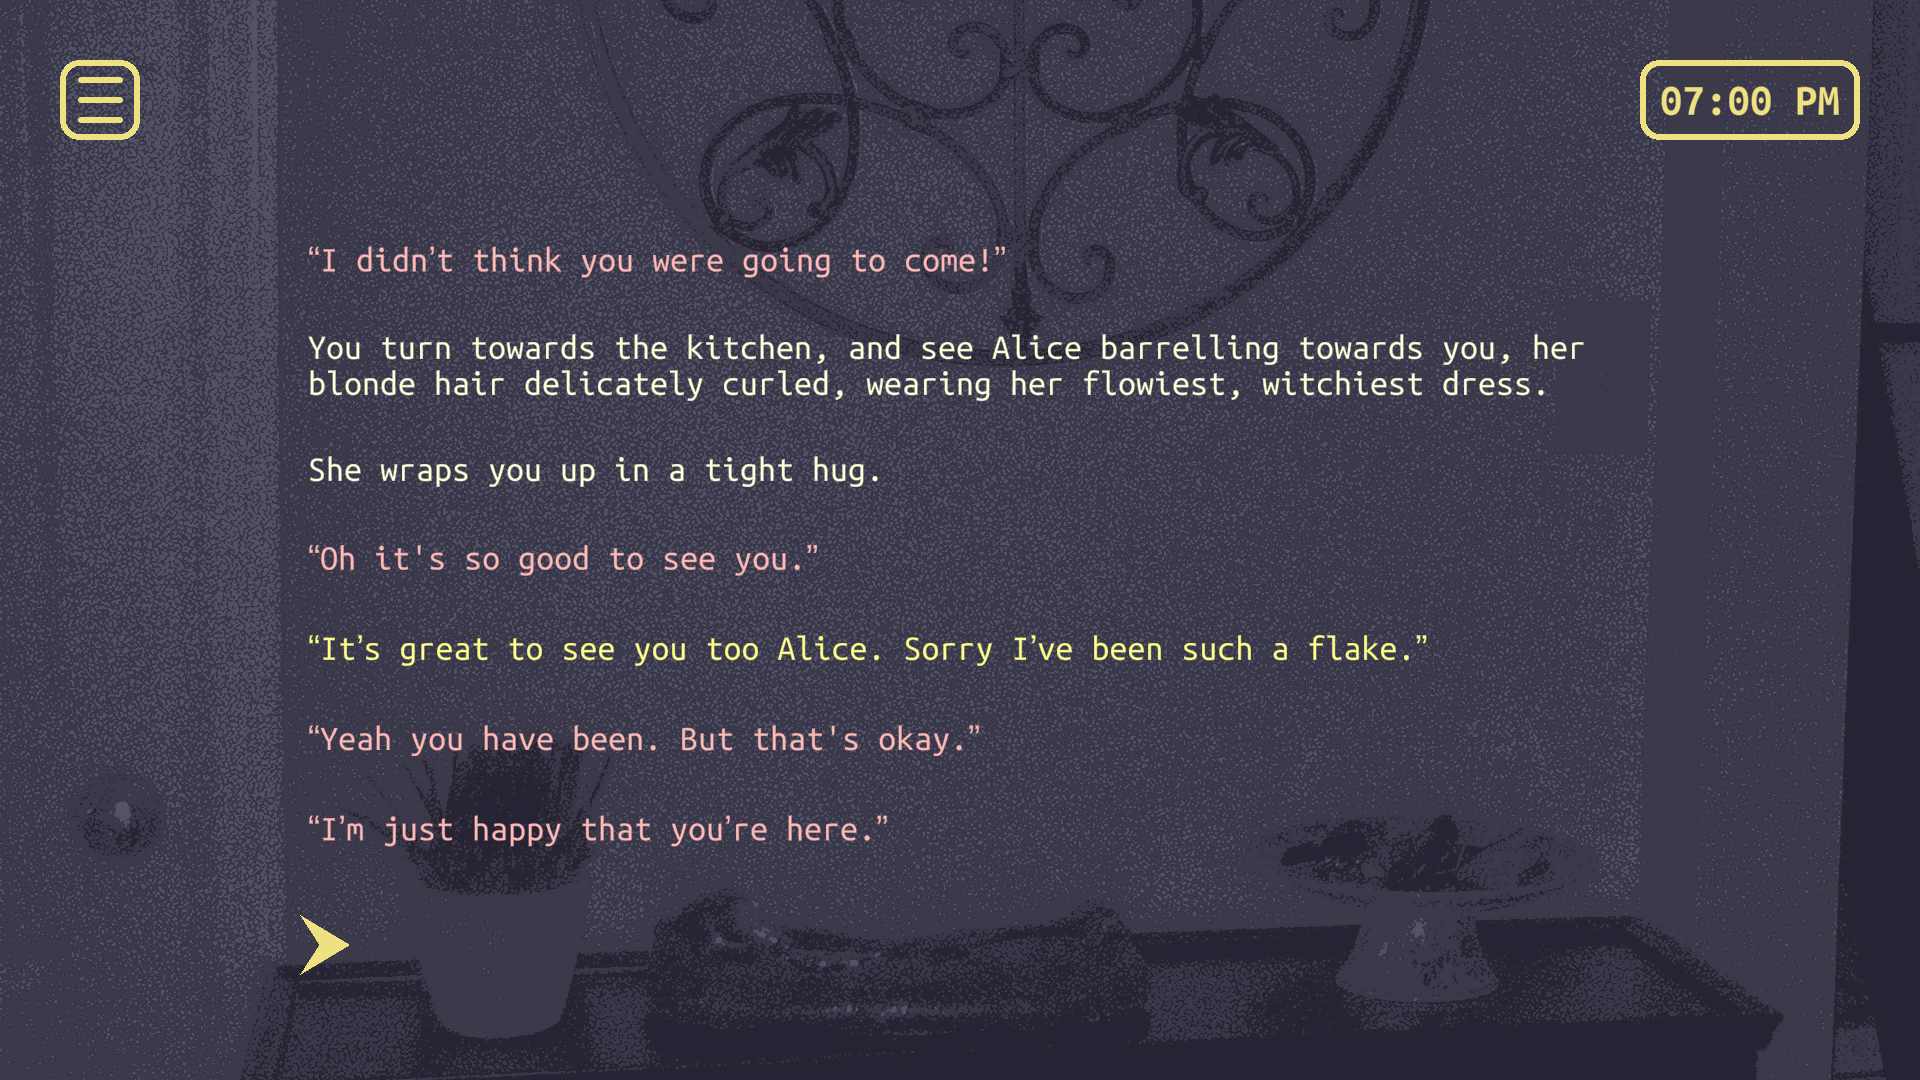 07:00 PM
“I didn’t think you were going to come!”
You turn towards the kitchen, and see Alice barrelling towards you, her
blonde hair delicately curled, wearing her flowiest, witchiest dress.
She wraps you up in a tight hug.
“Oh it's so good to see you.”
“It’s great to see you too Alice. Sorry I’ve been such a flake.”
“Yeah you have been. But that's okay.”
“I’m just happy that you’re here.”